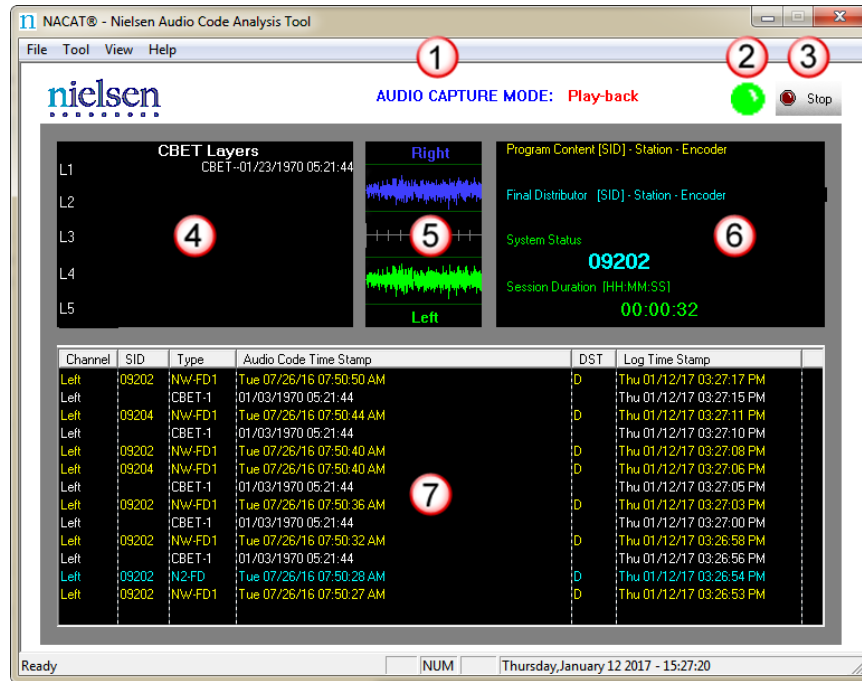 NACAT® - Nielsen Audio Code Analysis Tool
File Tool View Help
1 2 3
nielsen
AUDIO CAPTURE MODE: Play-back
Stop
CBET Layers
CBET--01/23/1970 05:21:44
L1
L2
L3
L4
L5
4
Right
5
Left
Program Content [SID] - Station - Encoder
Final Distributor [SID] - Station - Encoder
System Status
6
09202
Session Duration [HH:MM:SS]
00:00:32
Channel SID Type Audio Code Time Stamp DST Log Time Stamp
Left 09202 NW-FD1 Tue 07/26/16 07:50:50 AM D Thu 01/12/17 03:27:17 PM
Left CBET-1 01/03/1970 05:21:44 Thu 01/12/17 03:27:15 PM
Left 09204 NW-FD1 Tue 07/26/16 07:50:44 AM D Thu 01/12/17 03:27:11 PM
Left CBET-1 01/03/1970 05:21:44 Thu 01/12/17 03:27:10 PM
Left 09202 NW-FD1 Tue 07/26/16 07:50:40 AM D Thu 01/12/17 03:27:08 PM
Left 09204 NW-FD1 Tue 07/26/16 07:50:40 AM D Thu 01/12/17 03:27:06 PM
Left CBET-1 01/03/1970 05:21:44 Thu 01/12/17 03:27:05 PM
Left 09202 NW-FD1 Tue 07/26/16 07:50:36 AM D Thu 01/12/17 03:27:03 PM
Left CBET-1 01/03/1970 05:21:44 Thu 01/12/17 03:27:00 PM
Left 09202 NW-FD1 Tue 07/26/16 07:50:32 AM D Thu 01/12/17 03:26:58 PM
Left CBET-1 01/03/1970 05:21:44 Thu 01/12/17 03:26:56 PM
Left 09202 N2-FD Tue 07/26/16 07:50:28 AM D Thu 01/12/17 03:26:54 PM
Left 09202 NW-FD1 Tue 07/26/16 07:50:27 AM D Thu 01/12/17 03:26:53 PM
7
Ready NUM Thursday,January 12 2017 - 15:27:20